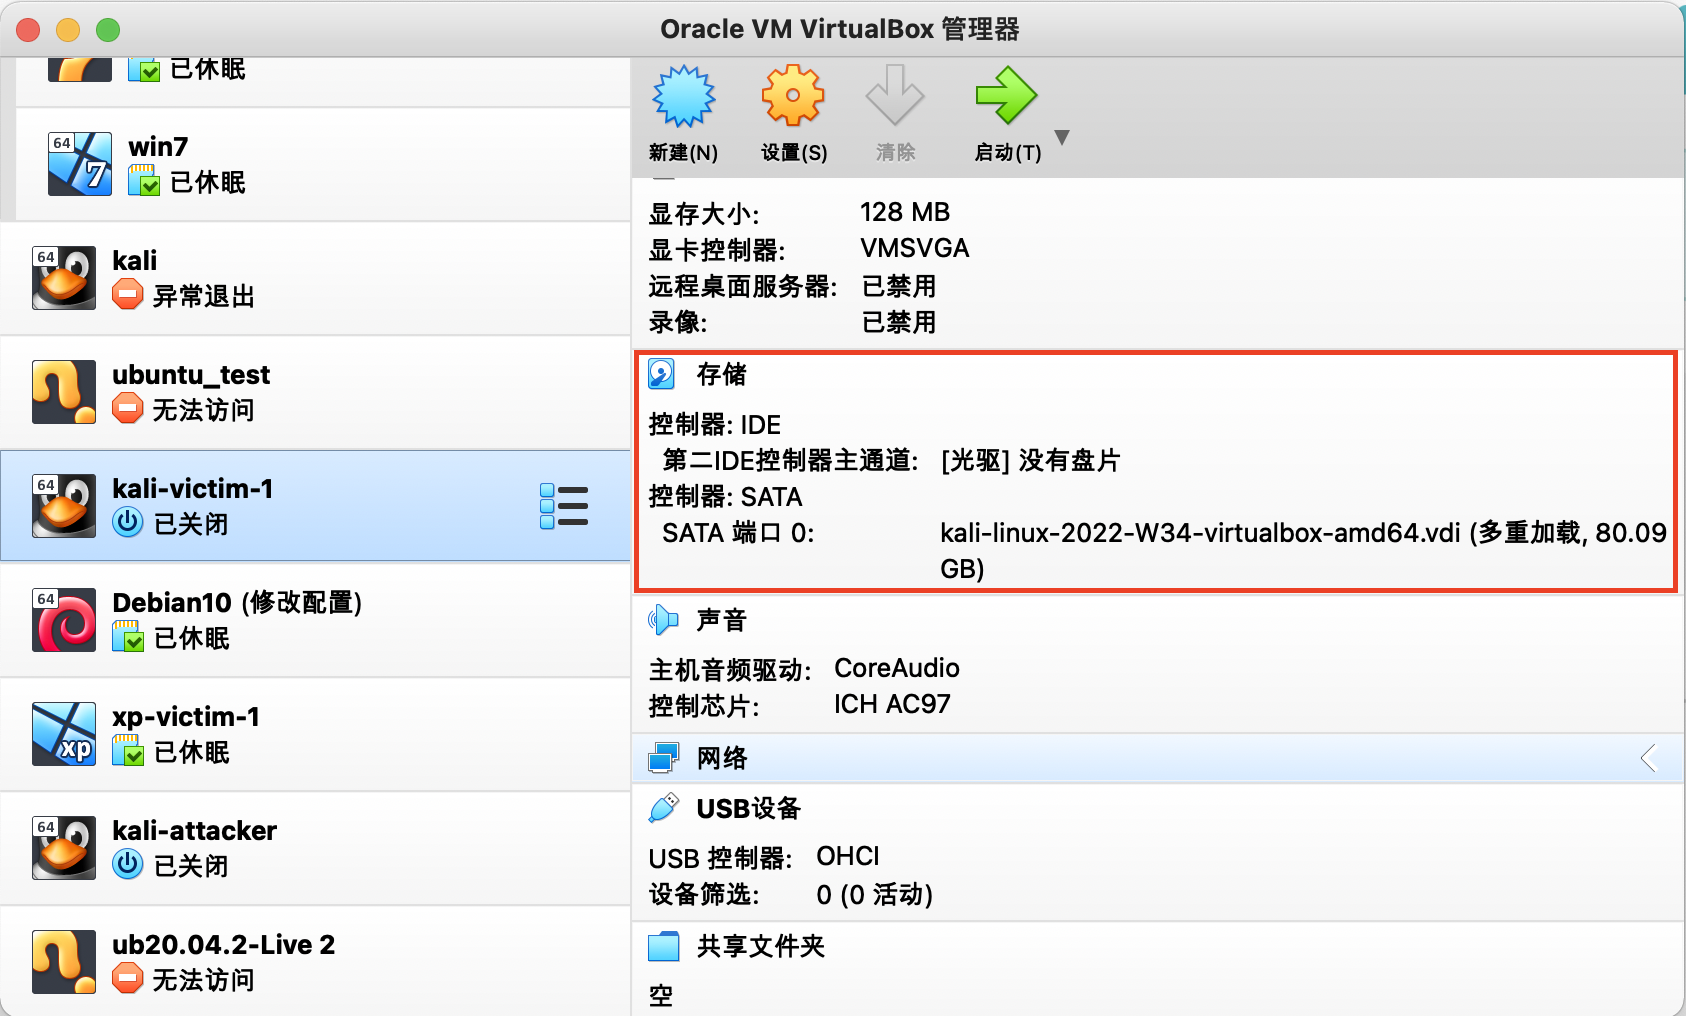 Oracle VM VirtualBox 管理器
已休眠
64
7
win7
已休眠
64
kali
异常退出
ubuntu_test
无法访问
64
kali-victim-1
已关闭
64
Debian10 (修改配置)
已休眠
xp
xp-victim-1
已休眠
64
kali-attacker
已关闭
ub20.04.2-Live 2
无法访问
新建(N)
设置(S)
清除
启动(T)
显存大小: 128 MB
显卡控制器: VMSVGA
远程桌面服务器: 已禁用
录像: 已禁用
存储
控制器: IDE
第二IDE控制器主通道: [光驱] 没有盘片
控制器: SATA
SATA 端口 0: kali-linux-2022-W34-virtualbox-amd64.vdi (多重加载, 80.09
GB)
声音
主机音频驱动: CoreAudio
控制芯片: ICH AC97
网络
USB设备
USB 控制器: OHCI
设备筛选: 0 (0 活动)
共享文件夹
空